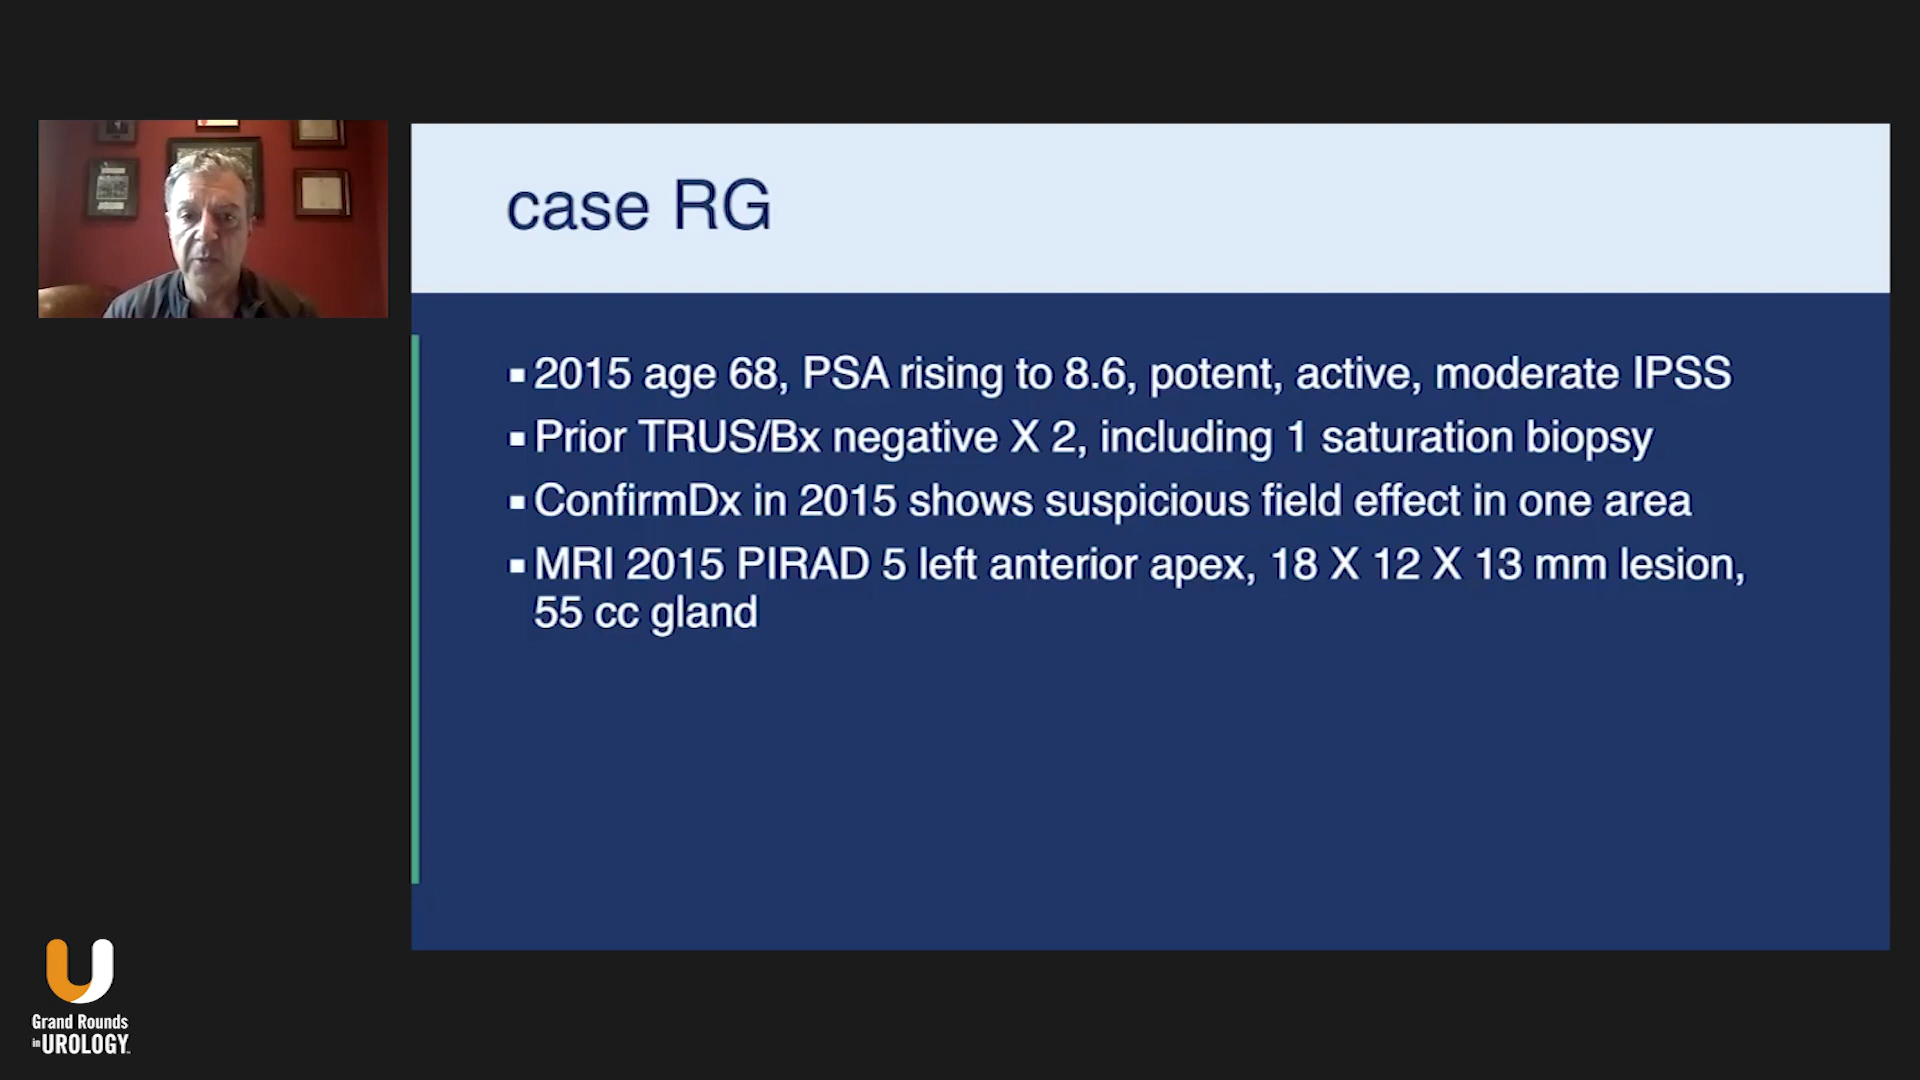 case RG
▪2015 age 68, PSA rising to 8.6, potent, active, moderate IPSS
▪Prior TRUS/Bx negative X 2, including 1 saturation biopsy
▪ConfirmDx in 2015 shows suspicious field effect in one area
▪MRI 2015 PIRAD 5 left anterior apex, 18 X 12 X 13 mm lesion,
55 cc gland
Grand Rounds
in UROLOGY